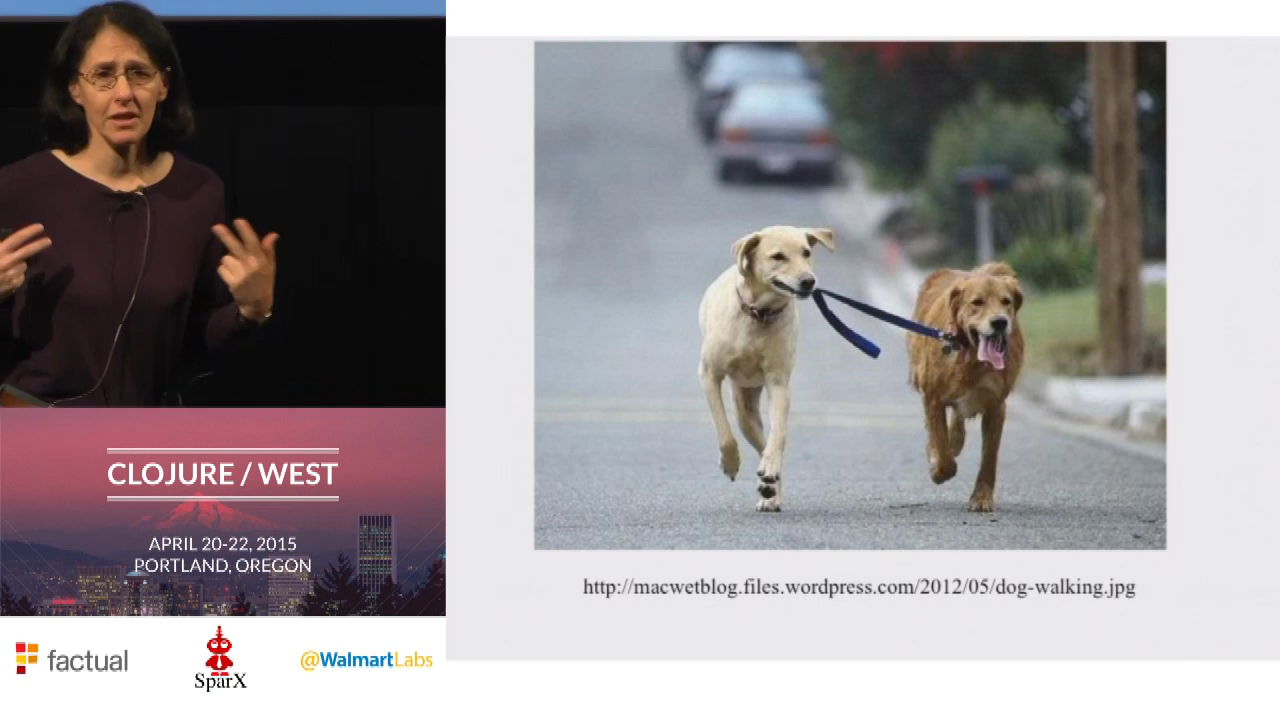 CLOJURE / WEST
APRIL 20-22, 2015
PORTLAND, OREGON
factual
SparX
@WalmartLabs
http://macwetblog.files.wordpress.com/2012/05/dog-walking.jpg